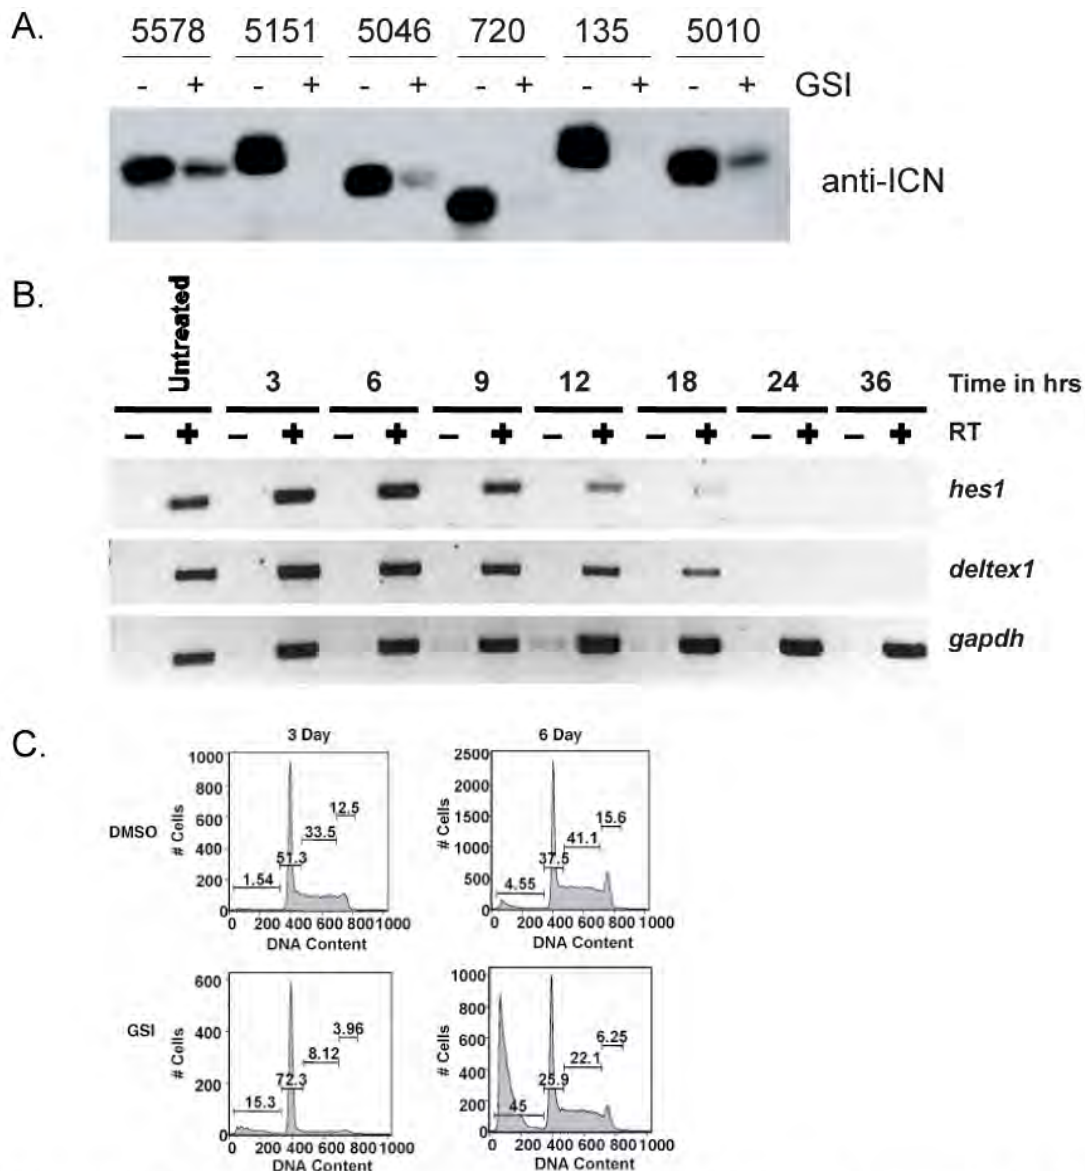 A.
5578 5151 5046 720 135 5010
- + - + - + - + - + - + GSI
anti-ICN
B.
Untreated 3 6 9 12 18 24 36 Time in hrs
- + - + - + - + - + - + - + - + RT
hes1
deltex1
gapdh
C.
3 Day 6 Day
DMSO
# Cells
1000
800
600
400
200
0
12.5
33.5
51.3
1.54
0 200 400 600 800 1000
DNA Content
# Cells
2500
2000
1500
1000
500
0
15.6
41.1
37.5
4.55
0 200 400 600 800 1000
DNA Content
GSI
# Cells
600
400
200
0
3.96
8.12
72.3
15.3
0 200 400 600 800 1000
DNA Content
# Cells
1000
800
600
400
200
0
6.25
22.1
25.9
45
0 200 400 600 800 1000
DNA Content